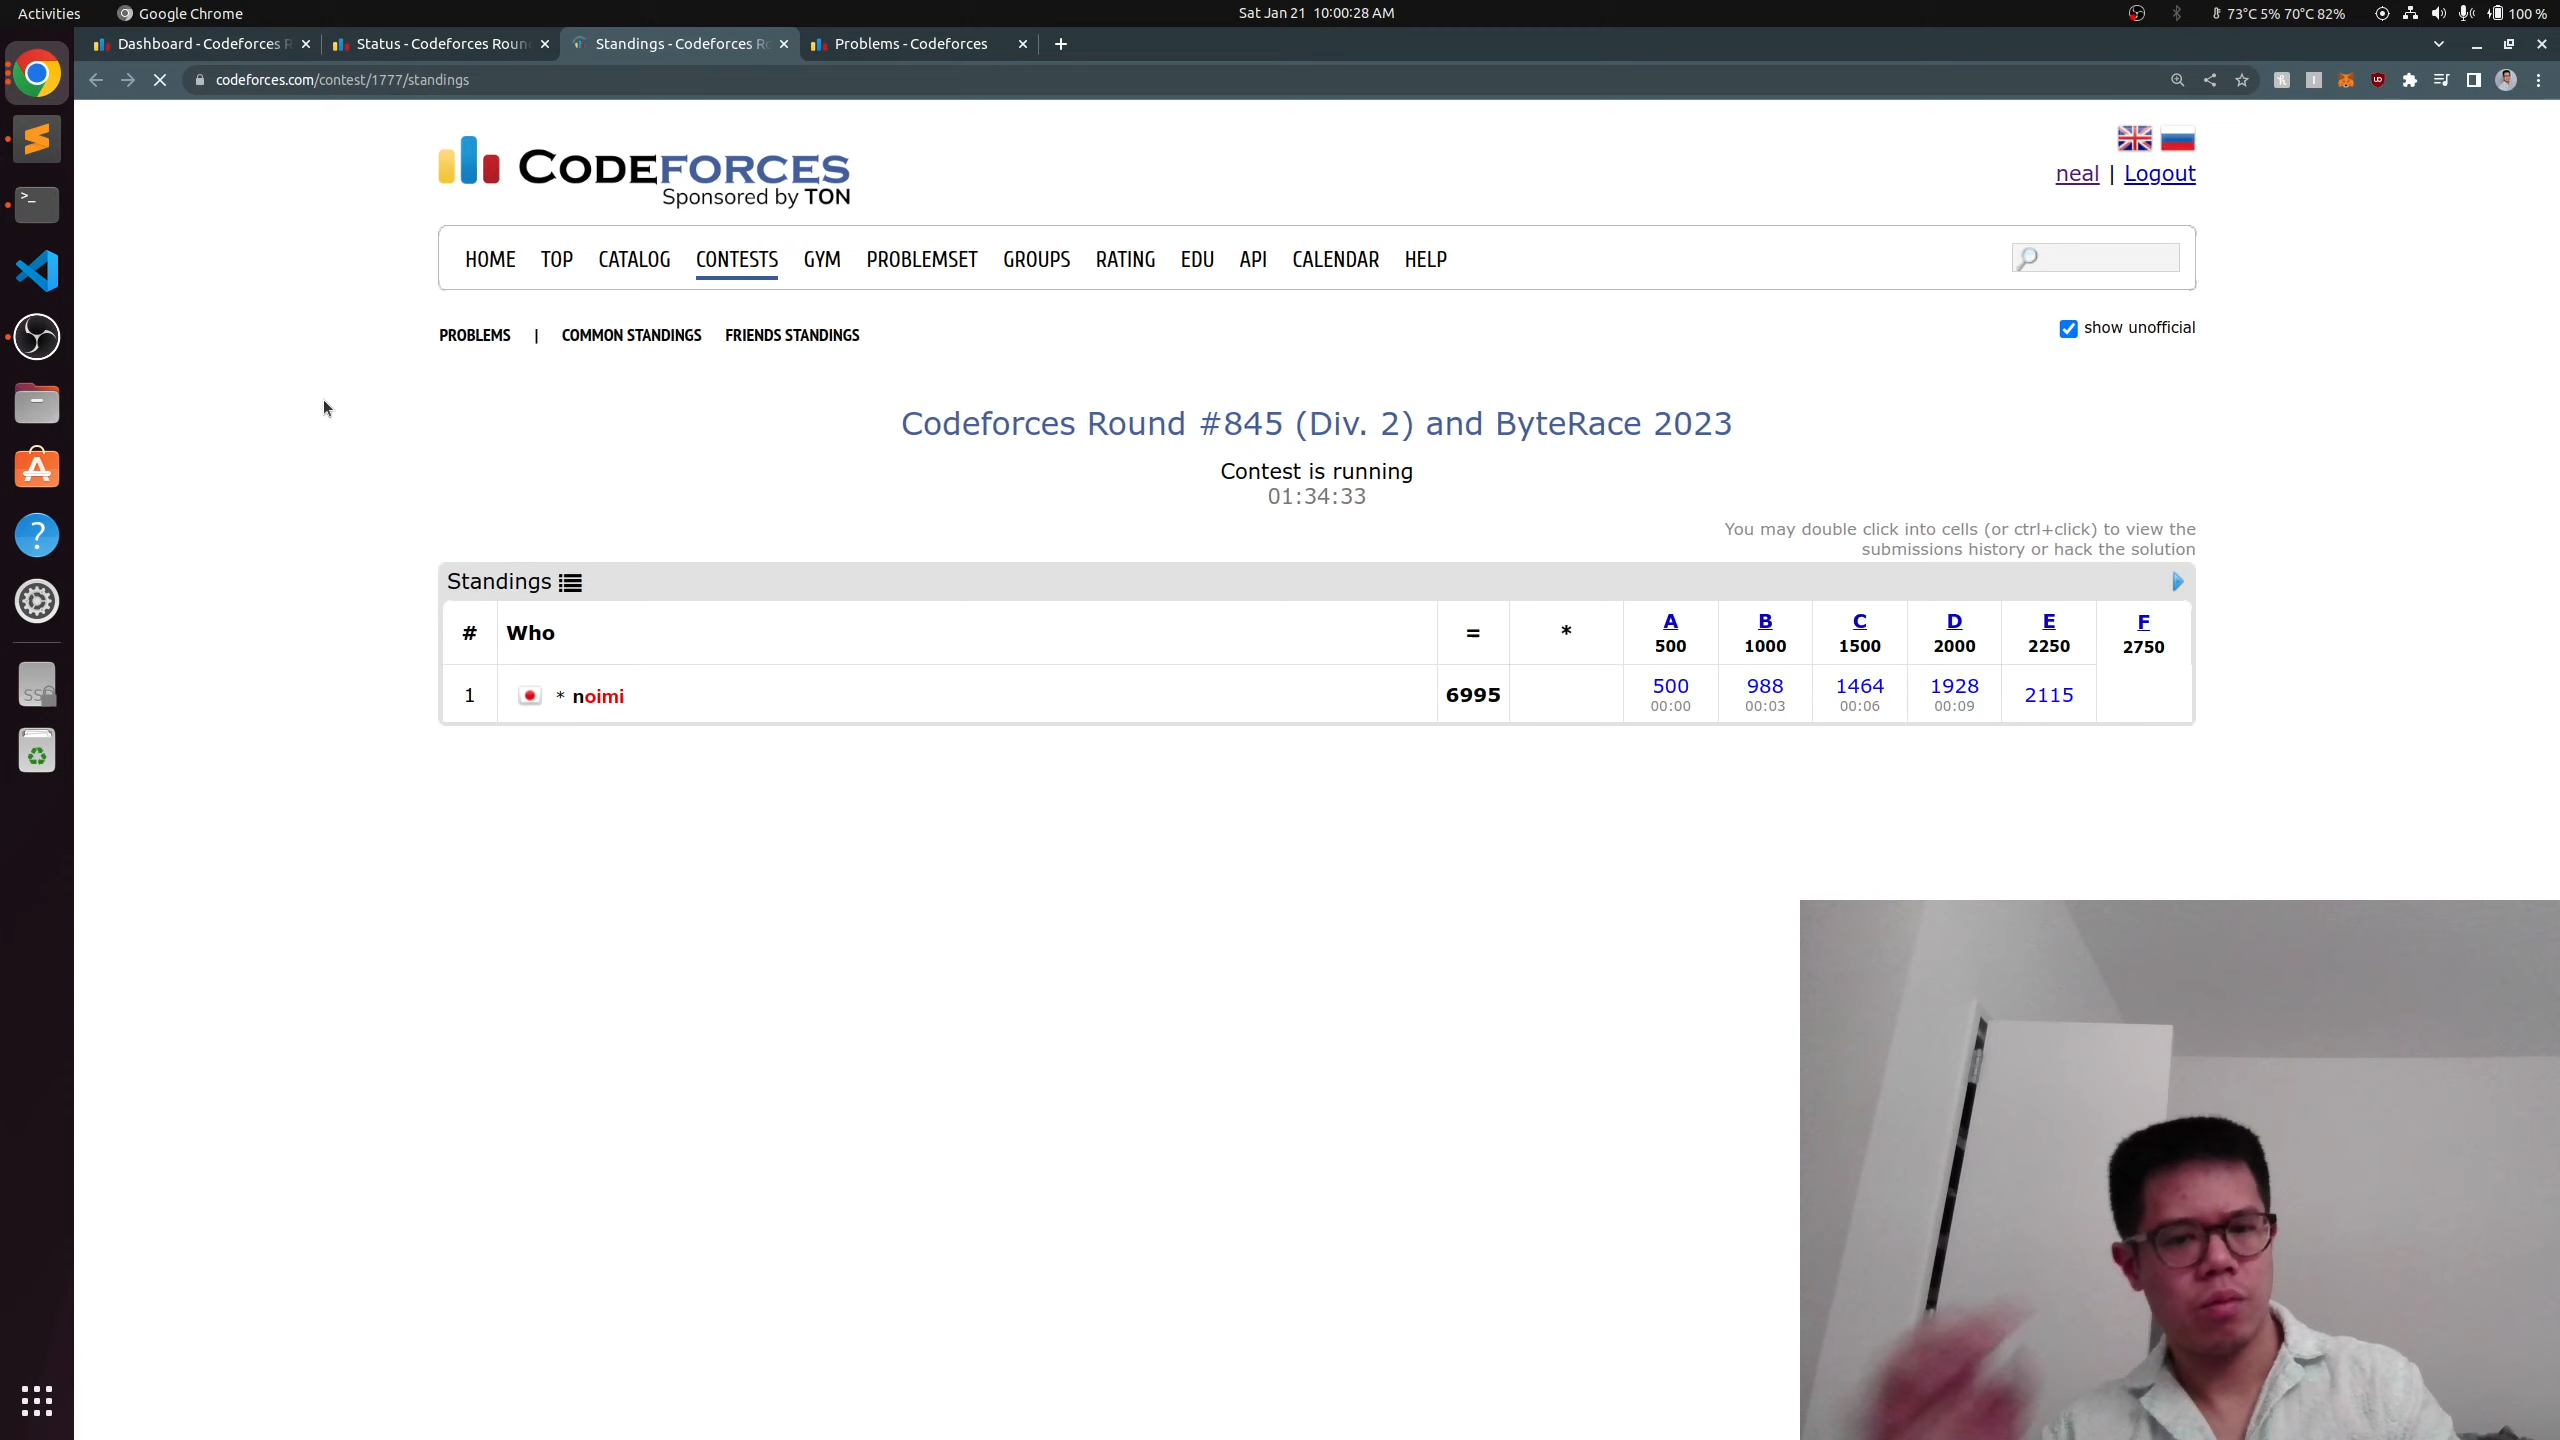 Activities Google Chrome Sat Jan 21 10:00:28 AM 73°C 5% 70°C 82% 100 %
Dashboard - Codeforces R Status - Codeforces Roun Standings - Codeforces Ro Problems - Codeforces
codeforces.com/contest/1777/standings
CODEFORCES
Sponsored by TON
neal | Logout
HOME TOP CATALOG CONTESTS GYM PROBLEMSET GROUPS RATING EDU API CALENDAR HELP
PROBLEMS | COMMON STANDINGS FRIENDS STANDINGS show unofficial
Codeforces Round #845 (Div. 2) and ByteRace 2023
Contest is running
01:34:33
You may double click into cells (or ctrl+click) to view the
submissions history or hack the solution
Standings
# Who = * A B C D E F
500 1000 1500 2000 2250 2750
1 * noimi 6995 500 988 1464 1928 2115
00:00 00:03 00:06 00:09